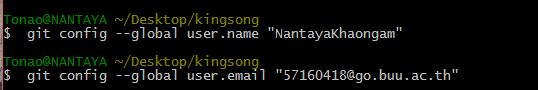 Tonao@NANTAYA ~/Desktop/kingsong
$ git config --global user.name "NantayaKhaongam"
Tonao@NANTAYA ~/Desktop/kingsong
$ git config --global user.email "57160418@go.buu.ac.th"